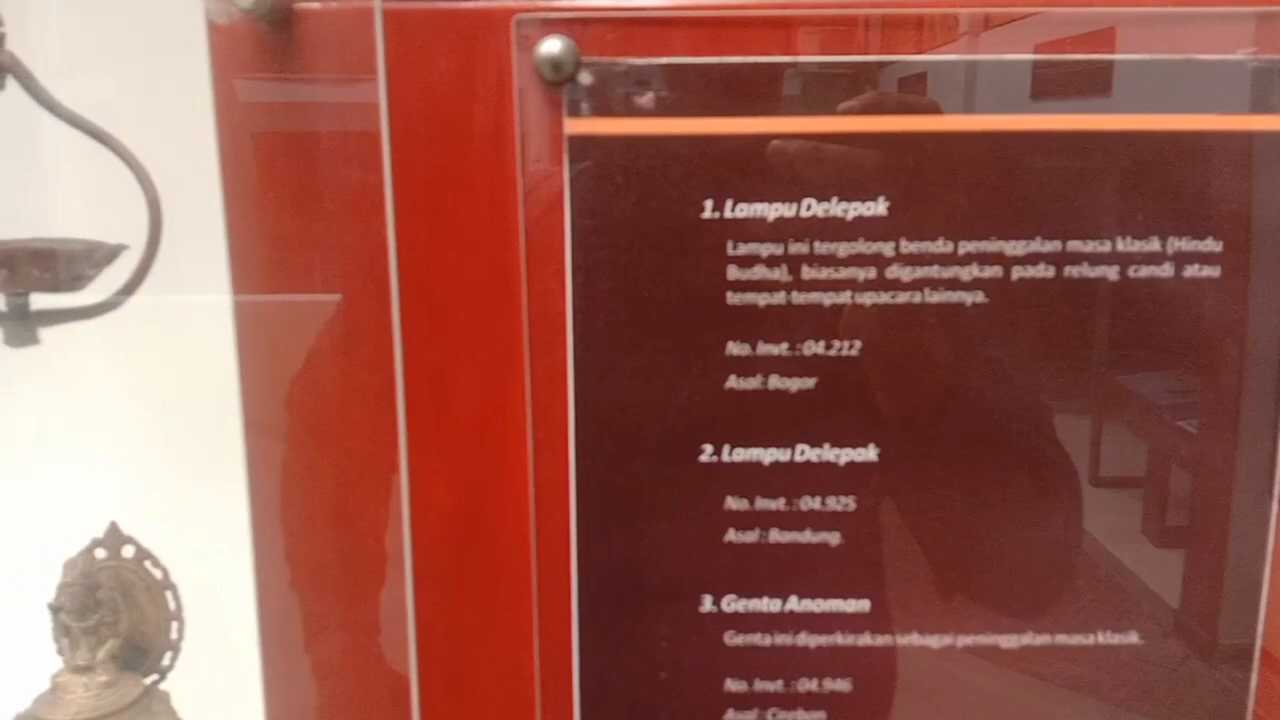 1. Lampu Delepak
Lampu ini tergolong benda peninggalan masa klasik (Hindu
Budha), biasanya digantungkan pada relung candi atau
tempat-tempat upacara lainnya.
No. Invt. : 04.212
Asal: Bogor
2. Lampu Delepak
No. Invt. : 04.925
Asal : Bandung.
3. Genta Anoman
Genta ini diperkirakan sebagai peninggalan masa klasik.
No. Invt. : 04.946
Asal : Cirebon